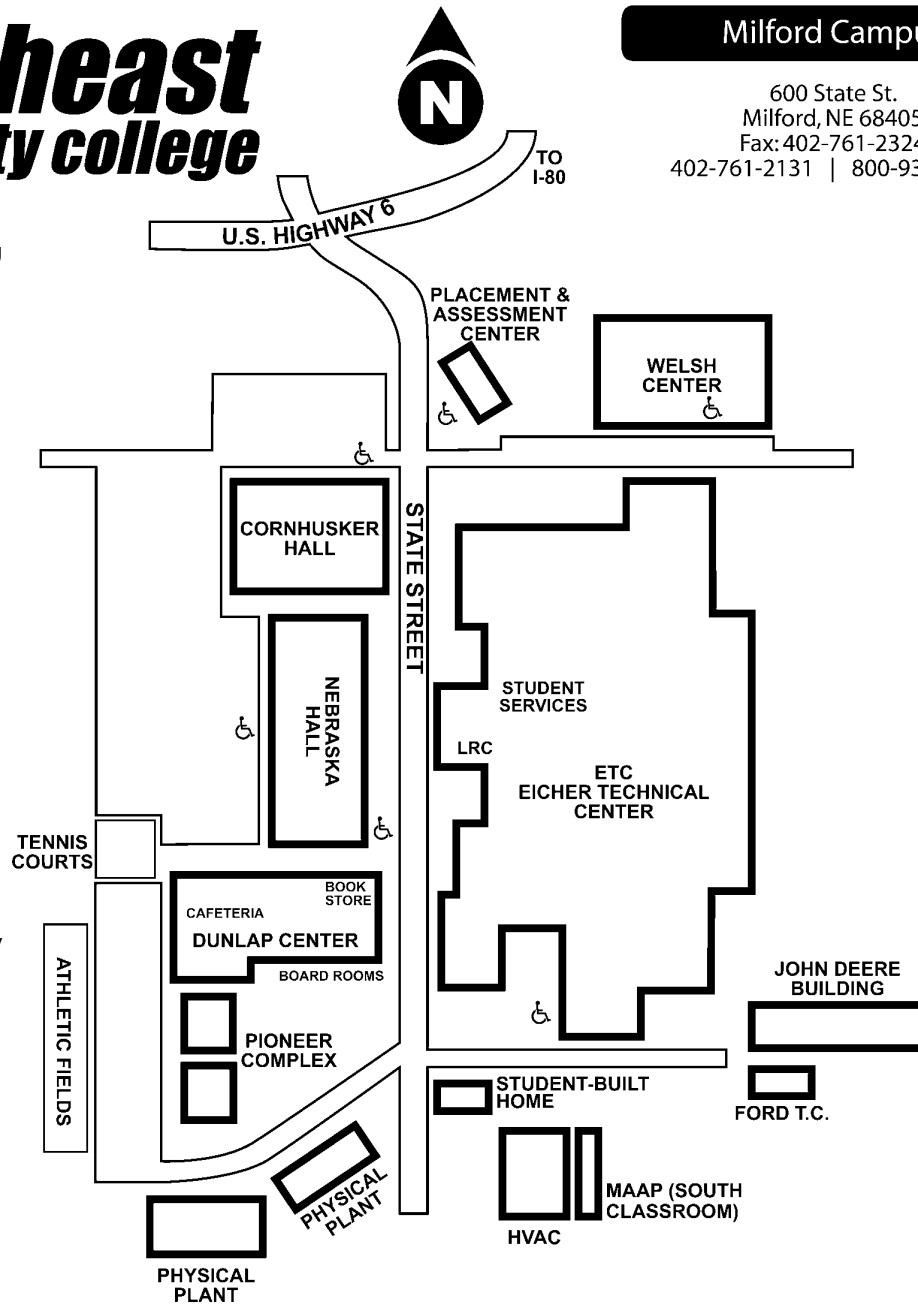 heast
ty college
N
Milford Campu
600 State St.
Milford, NE 68405
Fax: 402-761-2324
402-761-2131 | 800-93
TO
I-80
U.S. HIGHWAY 6
PLACEMENT &
ASSESSMENT
CENTER
WELSH
CENTER
CORNHUSKER
HALL
STATE STREET
NEBRASKA
HALL
STUDENT
SERVICES
LRC
ETC
EICHER TECHNICAL
CENTER
TENNIS
COURTS
BOOK
STORE
CAFETERIA
DUNLAP CENTER
BOARD ROOMS
ATHLETIC FIELDS
JOHN DEERE
BUILDING
PIONEER
COMPLEX
STUDENT-BUILT
HOME
FORD T.C.
PHYSICAL
PLANT
MAAP (SOUTH
CLASSROOM)
HVAC
PHYSICAL
PLANT